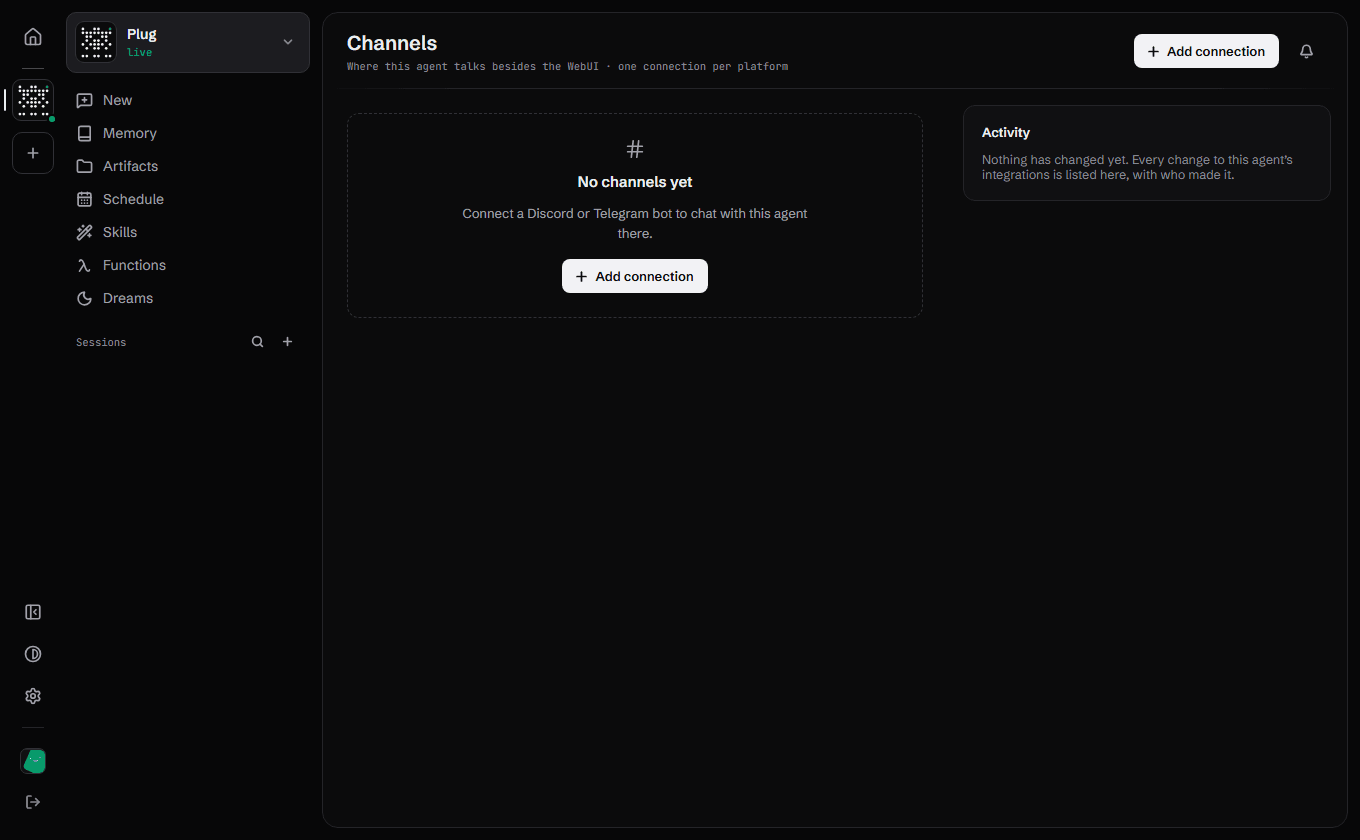 Plug
live
New
Memory
Artifacts
Schedule
Skills
Functions
Dreams
Sessions
Channels
Where this agent talks besides the WebUI · one connection per platform
Add connection
No channels yet
Connect a Discord or Telegram bot to chat with this agent
there.
Add connection
Activity
Nothing has changed yet. Every change to this agent's
integrations is listed here, with who made it.